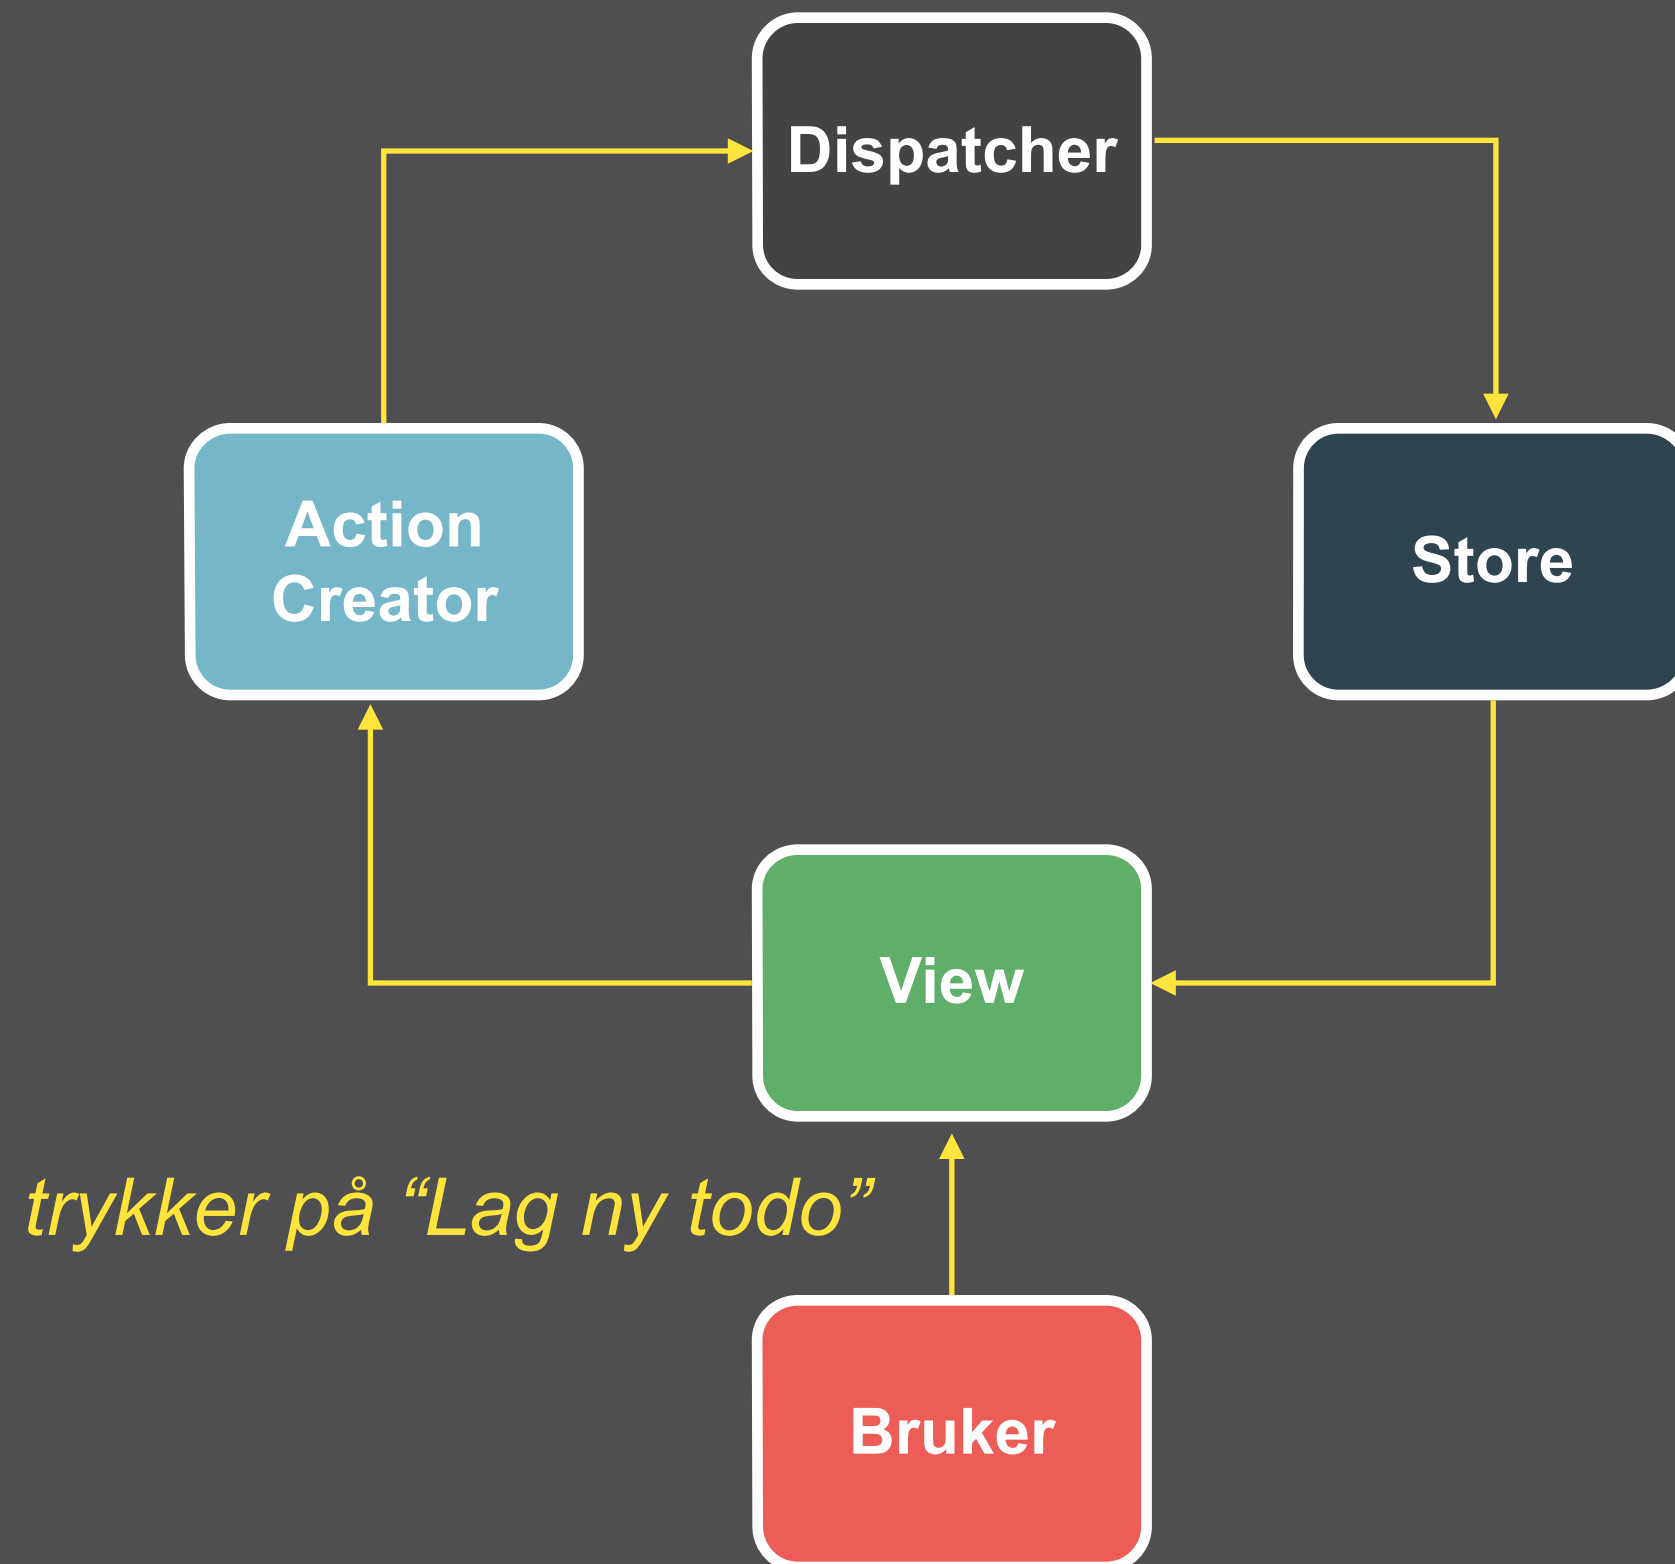 Dispatcher
Action
Creator
Store
View
trykker på “Lag ny todo”
Bruker